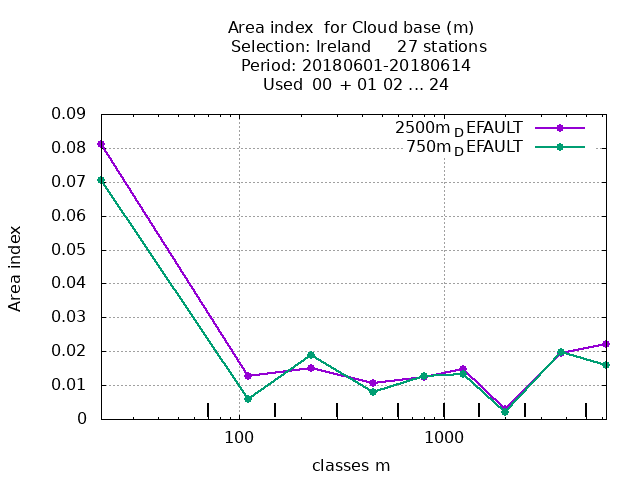 Area index for Cloud base (m)
Selection: Ireland 27 stations
Period: 20180601-20180614
Used 00 + 01 02 ... 24
2500m_DEFAULT
750m_DEFAULT
0.09
0.08
0.07
0.06
0.05
0.04
0.03
0.02
0.01
0
Area index
100
1000
classes m